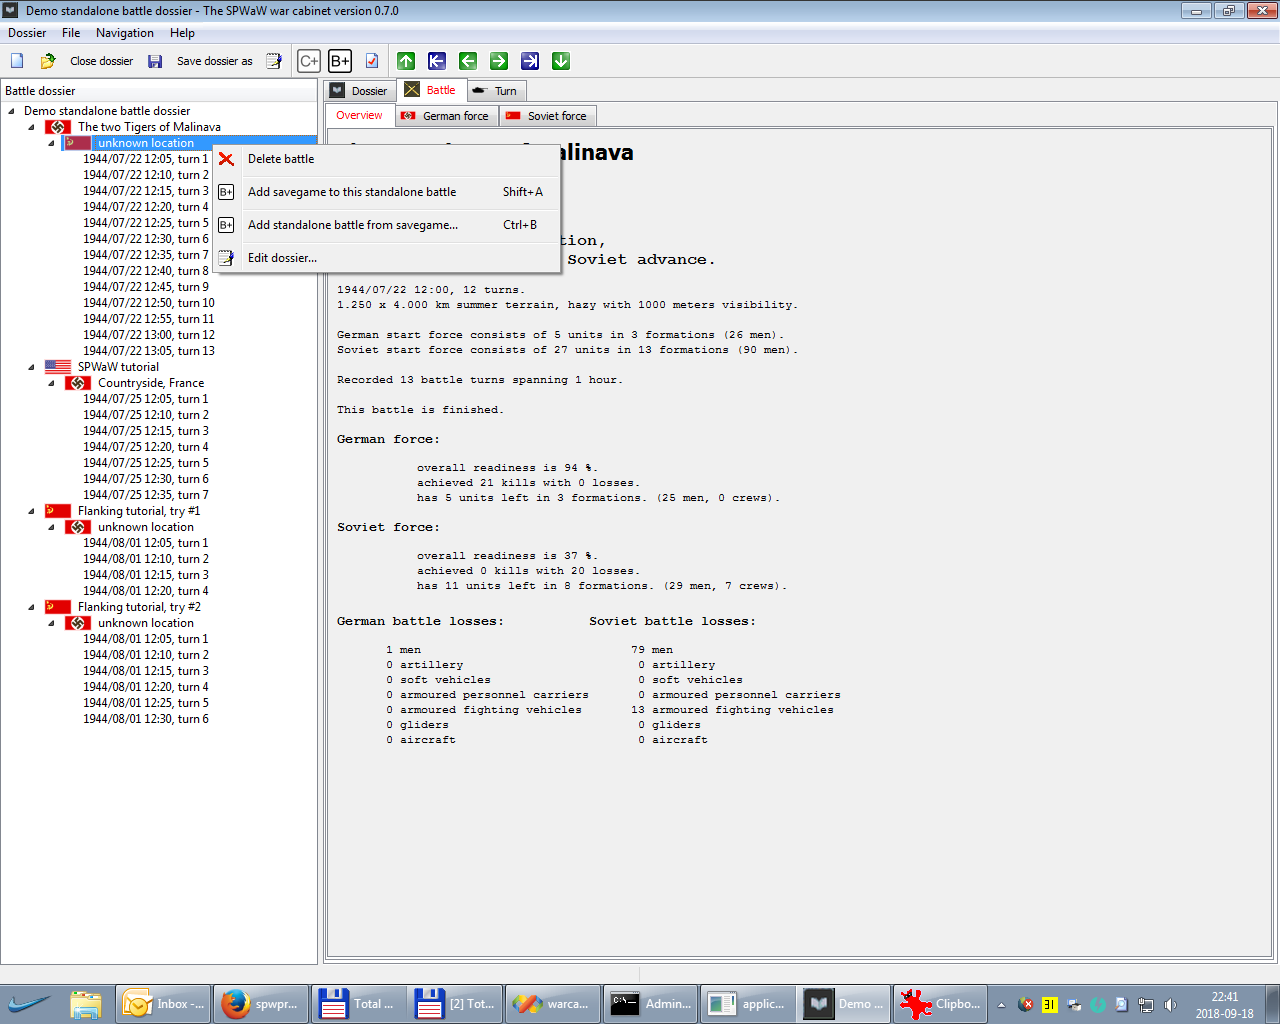 Demo standalone battle dossier - The SPWaW war cabinet version 0.7.0
Dossier File Navigation Help
Close dossier Save dossier as C+ B+
Battle dossier
Demo standalone battle dossier
The two Tigers of Malinava
unknown location
1944/07/22 12:05, turn 1
1944/07/22 12:10, turn 2
1944/07/22 12:15, turn 3
1944/07/22 12:20, turn 4
1944/07/22 12:25, turn 5
1944/07/22 12:30, turn 6
1944/07/22 12:35, turn 7
1944/07/22 12:40, turn 8
1944/07/22 12:45, turn 9
1944/07/22 12:50, turn 10
1944/07/22 12:55, turn 11
1944/07/22 13:00, turn 12
1944/07/22 13:05, turn 13
SPWaW tutorial
Countryside, France
1944/07/25 12:05, turn 1
1944/07/25 12:10, turn 2
1944/07/25 12:15, turn 3
1944/07/25 12:20, turn 4
1944/07/25 12:25, turn 5
1944/07/25 12:30, turn 6
1944/07/25 12:35, turn 7
Flanking tutorial, try #1
unknown location
1944/08/01 12:05, turn 1
1944/08/01 12:10, turn 2
1944/08/01 12:15, turn 3
1944/08/01 12:20, turn 4
Flanking tutorial, try #2
unknown location
1944/08/01 12:05, turn 1
1944/08/01 12:10, turn 2
1944/08/01 12:15, turn 3
1944/08/01 12:20, turn 4
1944/08/01 12:25, turn 5
1944/08/01 12:30, turn 6
Delete battle
B+ Add savegame to this standalone battle Shift+A
B+ Add standalone battle from savegame... Ctrl+B
Edit dossier...
Dossier Battle Turn
Overview German force Soviet force
alinava
tion,
Soviet advance.
1944/07/22 12:00, 12 turns.
1.250 x 4.000 km summer terrain, hazy with 1000 meters visibility.
German start force consists of 5 units in 3 formations (26 men).
Soviet start force consists of 27 units in 13 formations (90 men).
Recorded 13 battle turns spanning 1 hour.
This battle is finished.
German force:
overall readiness is 94 %.
achieved 21 kills with 0 losses.
has 5 units left in 3 formations. (25 men, 0 crews).
Soviet force:
overall readiness is 37 %.
achieved 0 kills with 20 losses.
has 11 units left in 8 formations. (29 men, 7 crews).
German battle losses: Soviet battle losses:
1 men 79 men
0 artillery 0 artillery
0 soft vehicles 0 soft vehicles
0 armoured personnel carriers 0 armoured personnel carriers
0 armoured fighting vehicles 13 armoured fighting vehicles
0 gliders 0 gliders
0 aircraft 0 aircraft
Inbox -... spwpr... Total ... [2] Tot... warca... C:\_ Admin... applic... Demo ... Clipbo... 31 22:41
2018-09-18